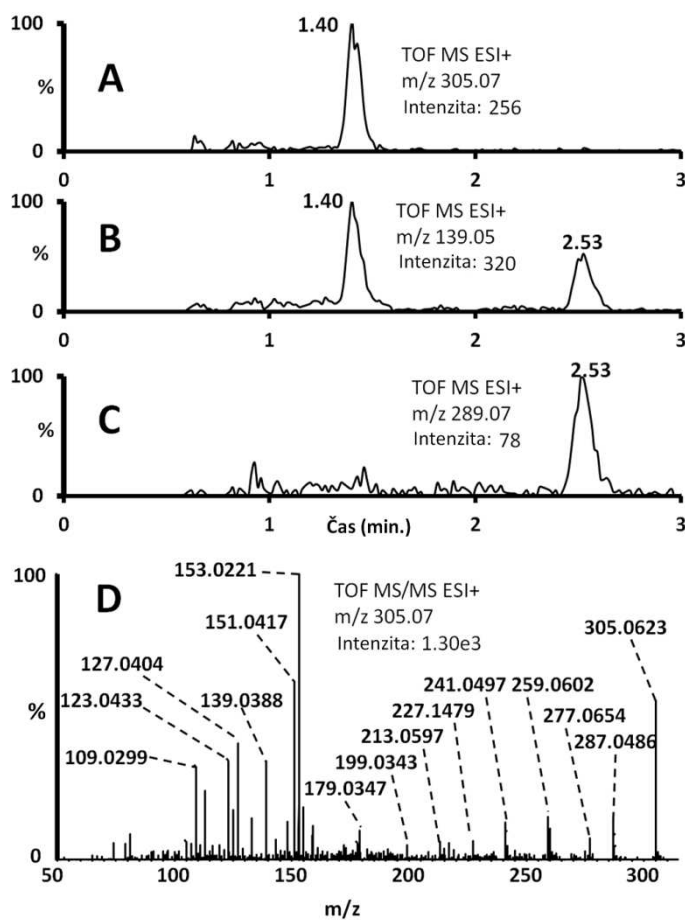 100
1.40
TOF MS ESI+
A
m/z 305.07
%
Intenzita: 256
0
0 1 2 3
100
1.40
TOF MS ESI+
B
m/z 139.05
2.53
%
Intenzita: 320
0
0 1 2 3
100
2.53
TOF MS ESI+
C
m/z 289.07
%
Intenzita: 78
0
0 1 2 3
Čas (min.)
100
D
153.0221
TOF MS/MS ESI+
m/z 305.07
151.0417
Intenzita: 1.30e3
305.0623
127.0404
241.0497 259.0602
123.0433
139.0388
227.1479
277.0654
%
213.0597
287.0486
109.0299
199.0343
179.0347
0
50 100 150 200 250 300
m/z